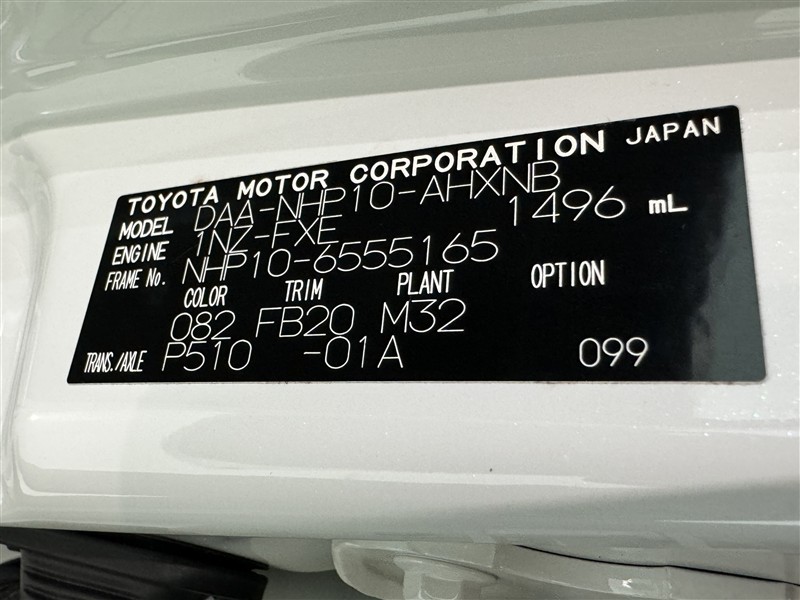 TOYOTA MOTOR CORPORATION JAPAN
MODEL DAA-NHP10-AHXNB
ENGINE 1NZ-FXE 1496 mL
FRAME No. NHP10-6555165
COLOR TRIM PLANT OPTION
082 FB20 M32
TRANS./AXLE P510 -01A 099